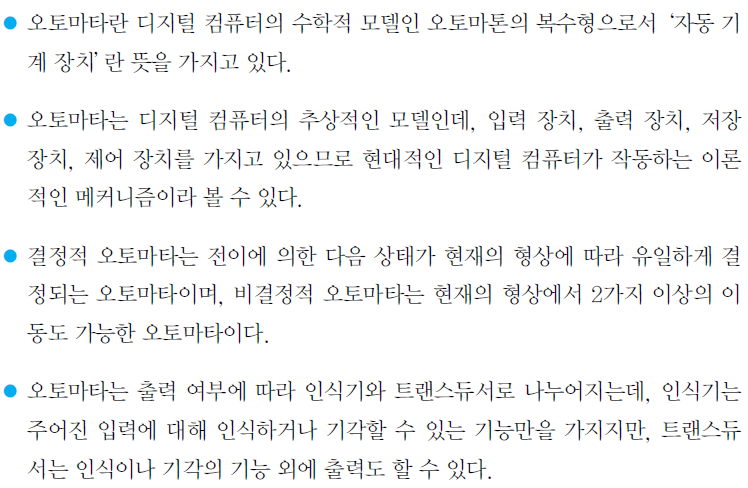 ● 오토마타란 디지털 컴퓨터의 수학적 모델인 오토마톤의 복수형으로서 ‘자동 기
계 장치’란 뜻을 가지고 있다.
● 오토마타는 디지털 컴퓨터의 추상적인 모델인데, 입력 장치, 출력 장치, 저장
장치, 제어 장치를 가지고 있으므로 현대적인 디지털 컴퓨터가 작동하는 이론
적인 메커니즘이라 볼 수 있다.
● 결정적 오토마타는 전이에 의한 다음 상태가 현재의 형상에 따라 유일하게 결
정되는 오토마타이며, 비결정적 오토마타는 현재의 형상에서 2가지 이상의 이
동도 가능한 오토마타이다.
● 오토마타는 출력 여부에 따라 인식기와 트랜스듀서로 나누어지는데, 인식기는
주어진 입력에 대해 인식하거나 기각할 수 있는 기능만을 가지지만, 트랜스듀
서는 인식이나 기각의 기능 외에 출력도 할 수 있다.